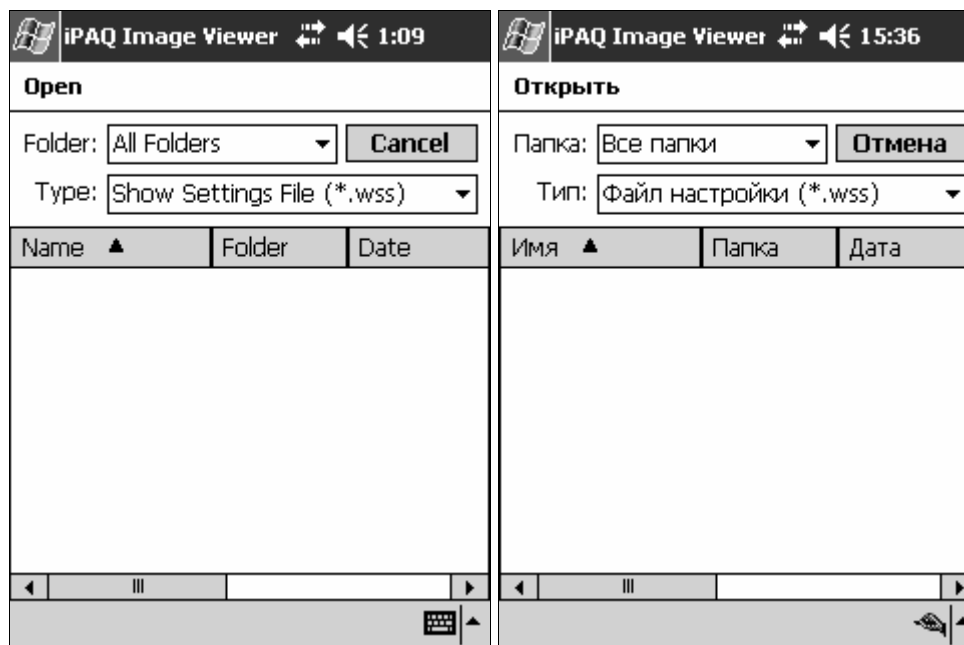 iPAQ Image Viewer 1:09
Open
Folder: All Folders Cancel
Type: Show Settings File (*.wss)
Name Folder Date
iPAQ Image Viewer 15:36
Открыть
Папка: Все папки Отмена
Тип: Файл настройки (*.wss)
Имя Папка Дата